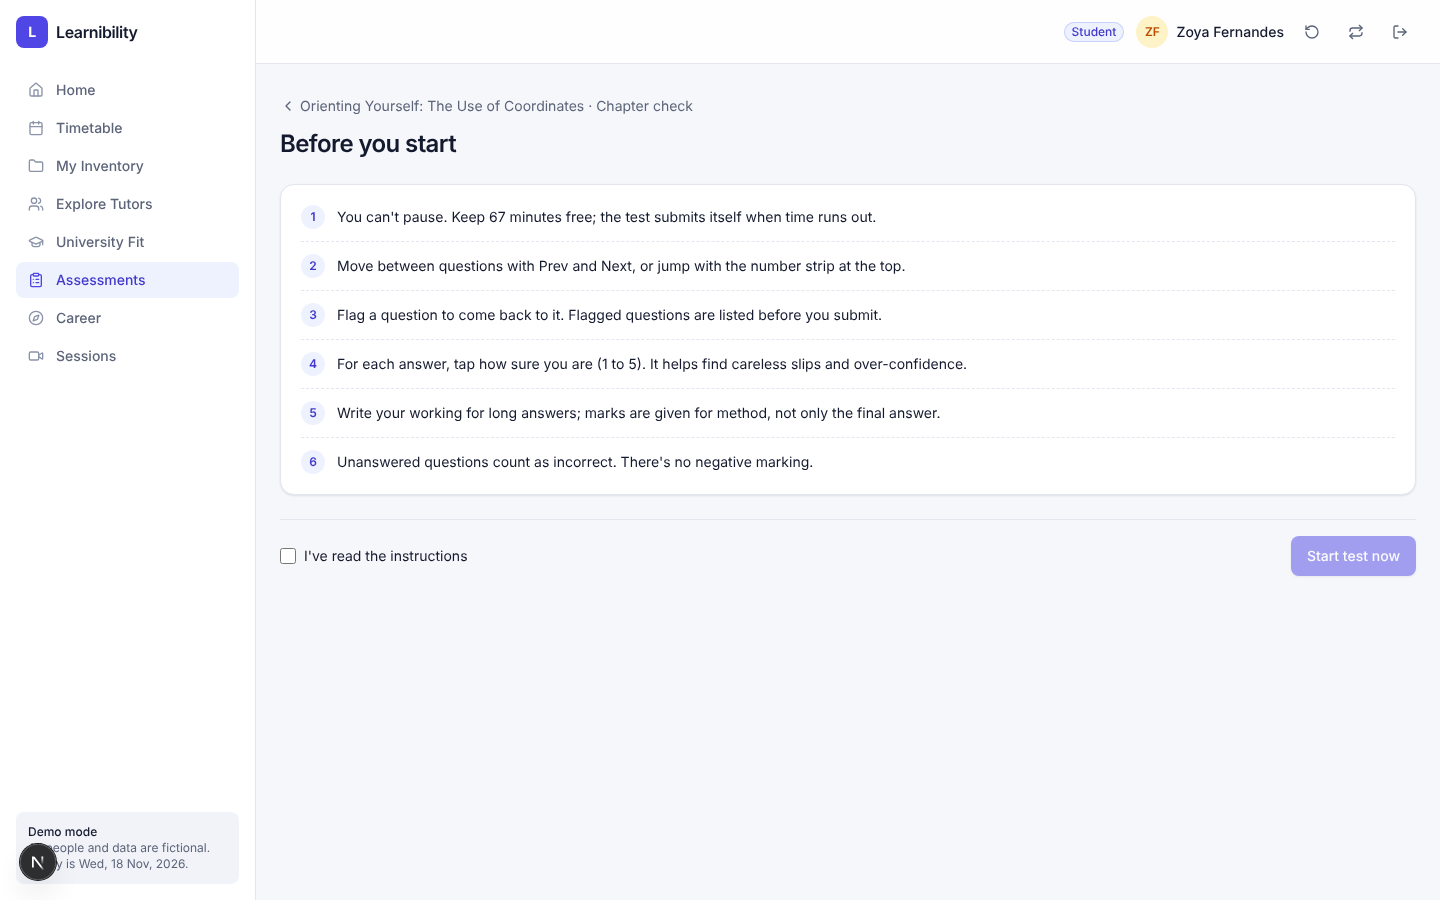 L Learnibility
Home
Timetable
My Inventory
Explore Tutors
University Fit
Assessments
Career
Sessions
Demo mode
people and data are fictional.
is Wed, 18 Nov, 2026.
N
Student ZF Zoya Fernandes
Orienting Yourself: The Use of Coordinates · Chapter check
Before you start
1 You can't pause. Keep 67 minutes free; the test submits itself when time runs out.
2 Move between questions with Prev and Next, or jump with the number strip at the top.
3 Flag a question to come back to it. Flagged questions are listed before you submit.
4 For each answer, tap how sure you are (1 to 5). It helps find careless slips and over-confidence.
5 Write your working for long answers; marks are given for method, not only the final answer.
6 Unanswered questions count as incorrect. There's no negative marking.
I've read the instructions
Start test now